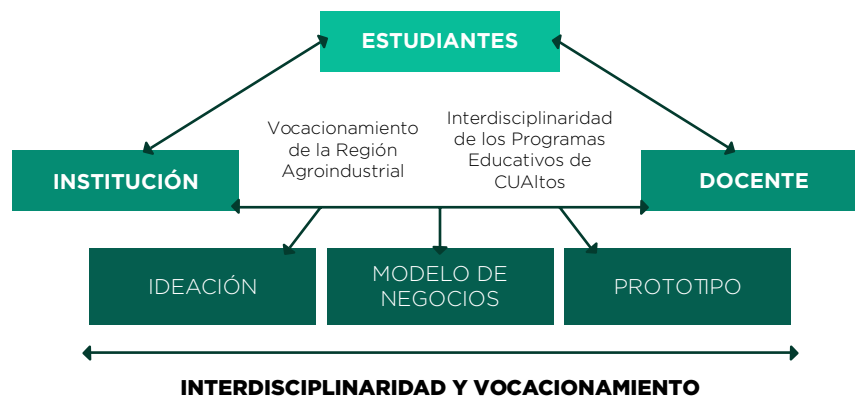 ESTUDIANTES
Vocacionamiento
de la Región
Agroindustrial
Interdisciplinaridad
de los Programas
Educativos de
CUAltos
INSTITUCIÓN
DOCENTE
IDEACIÓN
MODELO DE
NEGOCIOS
PROTOTIPO
INTERDISCIPLINARIDAD Y VOCACIONAMIENTO